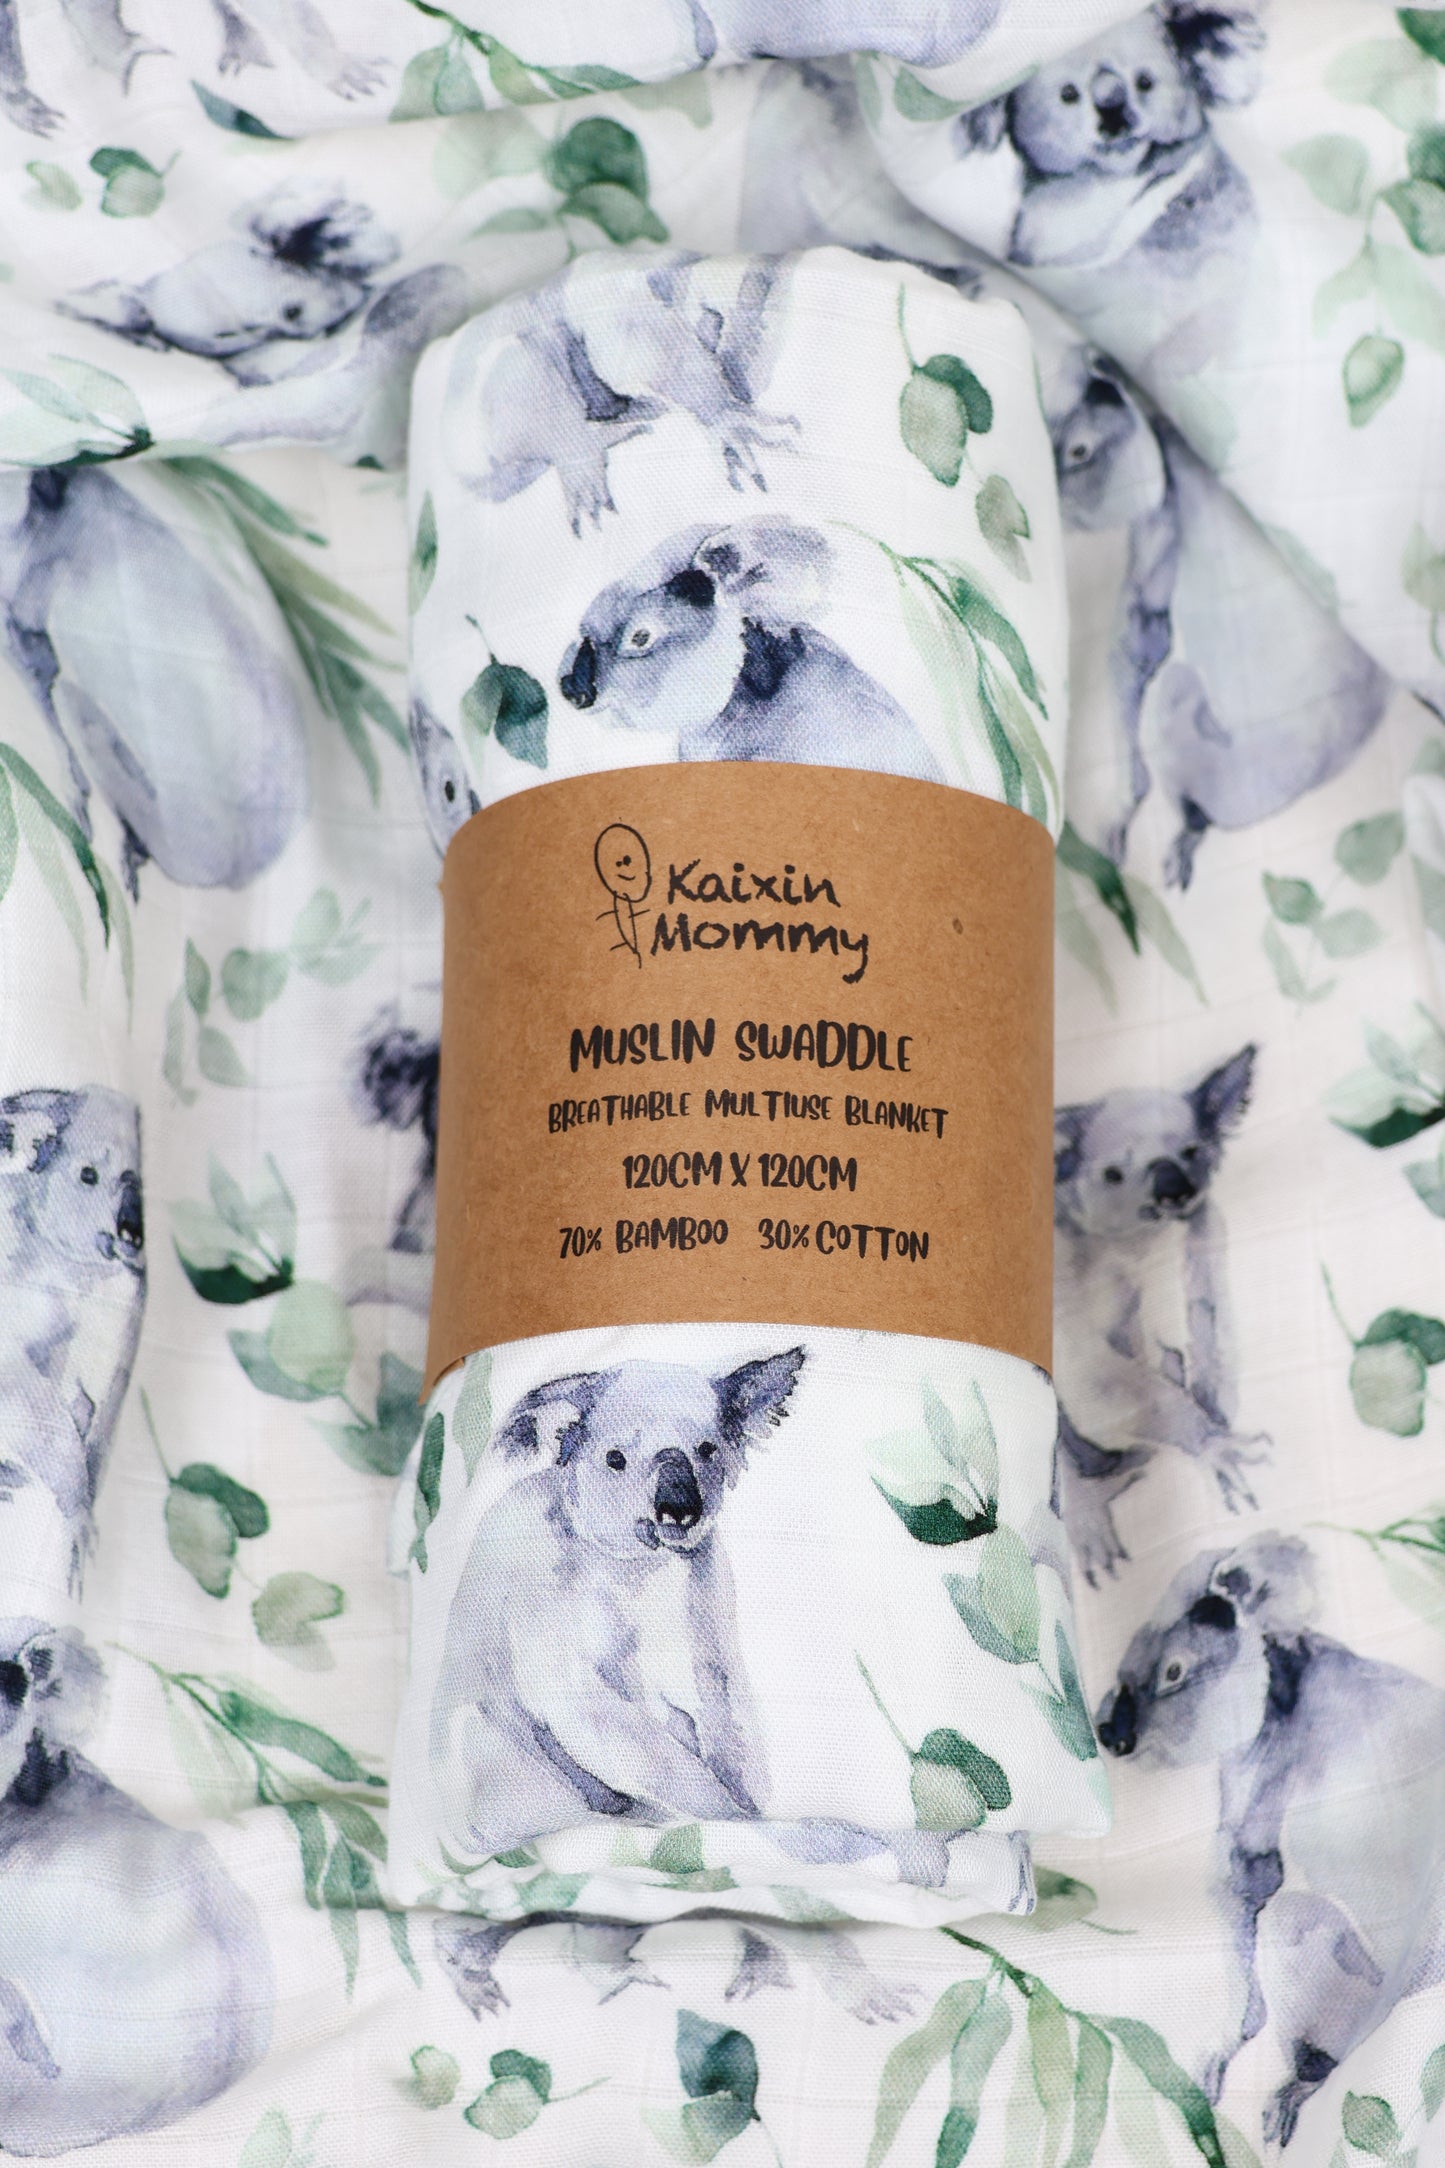 Kaixin
Mommy
MUSLIN SWADDLE
BREATHABLE MULTIUSE BLANKET
120CM X 120CM
70% BAMBOO 30% COTTON